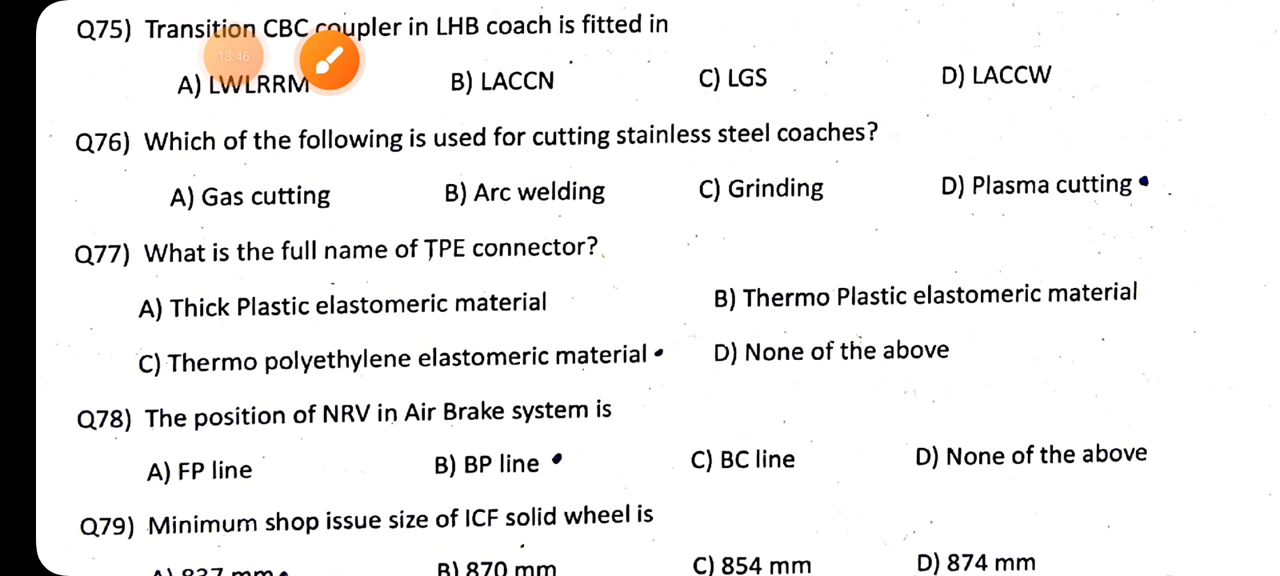 Q75) Transition CBC coupler in LHB coach is fitted in
13:46
A) LWLRRM B) LACCN C) LGS D) LACCW
Q76) Which of the following is used for cutting stainless steel coaches?
A) Gas cutting B) Arc welding C) Grinding D) Plasma cutting
Q77) What is the full name of TPE connector?
A) Thick Plastic elastomeric material B) Thermo Plastic elastomeric material
C) Thermo polyethylene elastomeric material D) None of the above
Q78) The position of NRV in Air Brake system is
A) FP line B) BP line C) BC line D) None of the above
Q79) Minimum shop issue size of ICF solid wheel is
A) 837 mm B) 870 mm C) 854 mm D) 874 mm